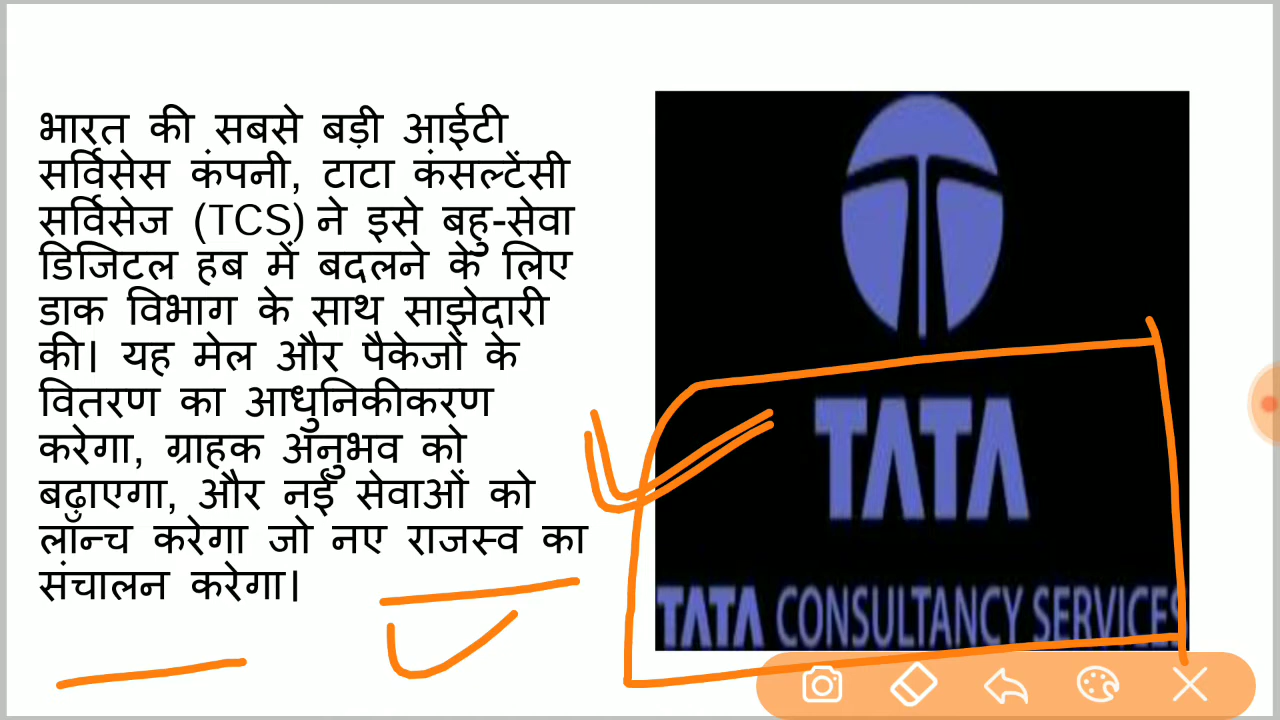 भारत की सबसे बड़ी आईटी
सर्विसेस कंपनी, टाटा कंसल्टेंसी
सर्विसेज (TCS) ने इसे बहु-सेवा
डिजिटल हब में बदलने के लिए
डाक विभाग के साथ साझेदारी
की। यह मेल और पैकेजों के
वितरण का आधुनिकीकरण
करेगा, ग्राहक अनुभव को
बढ़ाएगा, और नई सेवाओं को
लॉन्च करेगा जो नए राजस्व का
संचालन करेगा।
TATA
TATA CONSULTANCY SERVICES